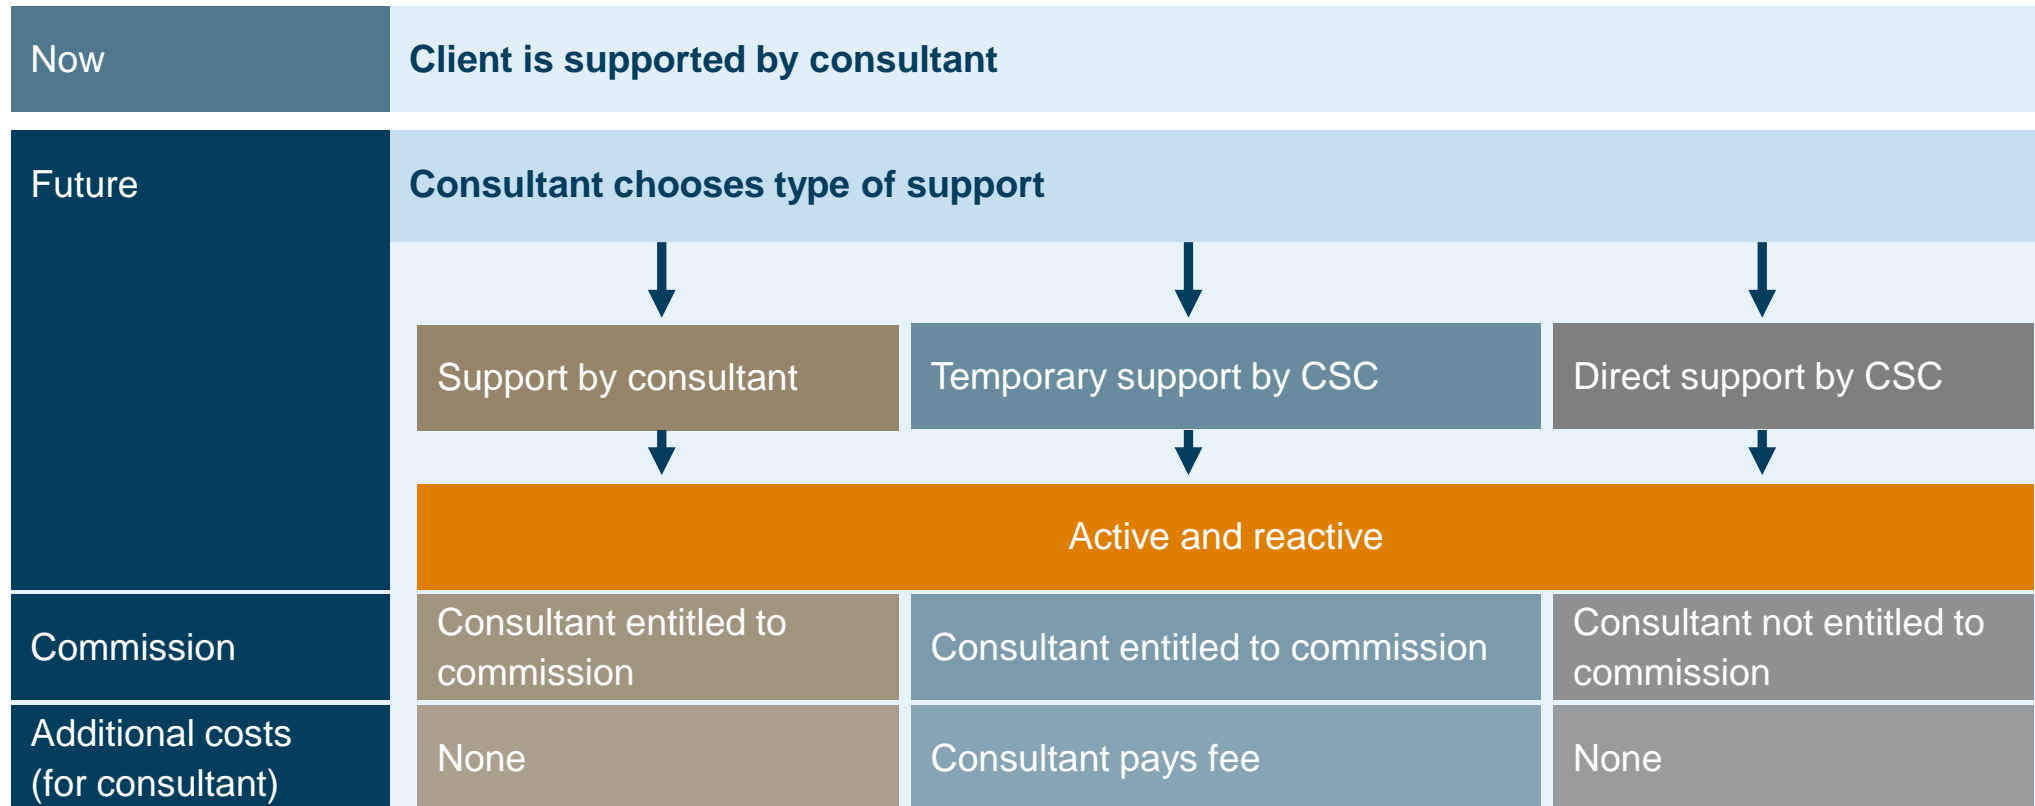 Now
Client is supported by consultant
Future
Consultant chooses type of support
Support by consultant
Temporary support by CSC
Direct support by CSC
Active and reactive
Commission
Consultant entitled to
commission
Consultant entitled to commission
Consultant not entitled to
commission
Additional costs
(for consultant)
None
Consultant pays fee
None